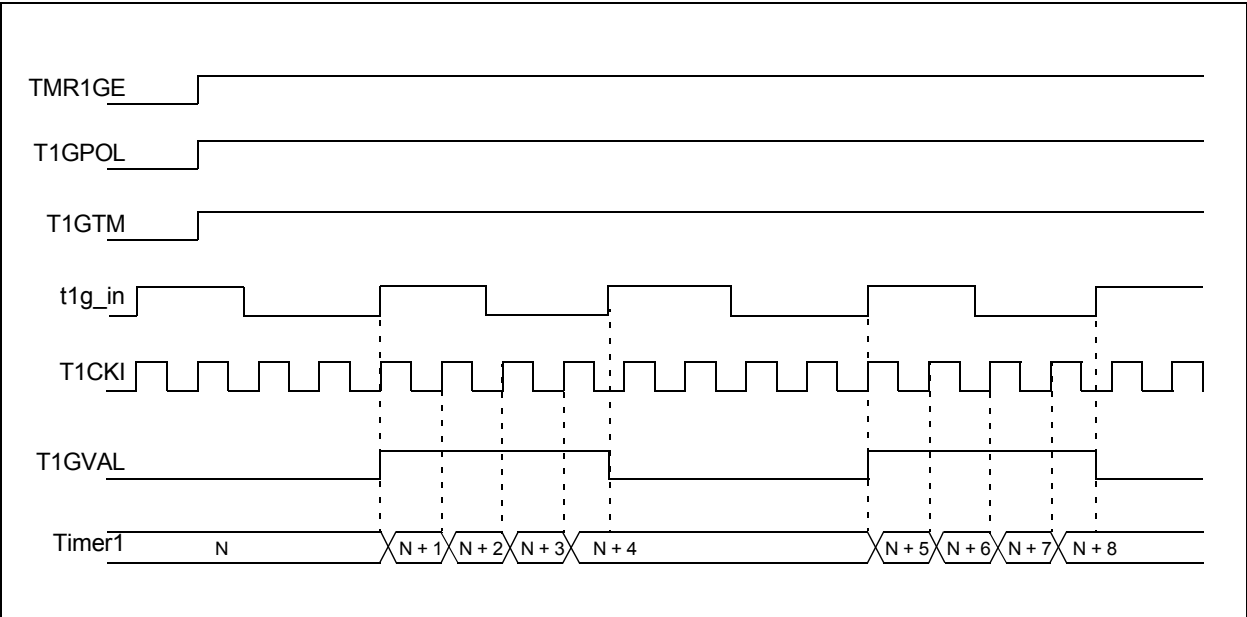 TMR1GE
T1GPOL
T1GTM
t1g_in
T1CKI
T1GVAL
Timer1 N N + 1 N + 2 N + 3 N + 4 N + 5 N + 6 N + 7 N + 8